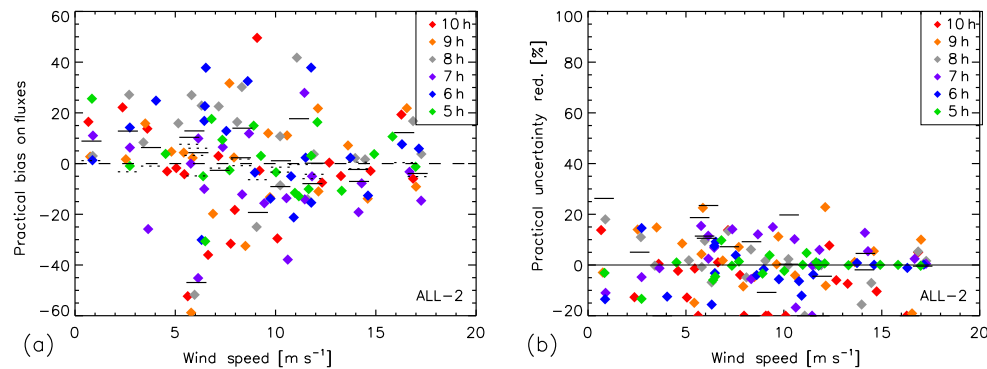 60
40
20
0
−20
−40
−60
Practical bias on fluxes
10 h
9 h
8 h
7 h
6 h
5 h
ALL−2
0
5
10
15
20
Wind speed [m s⁻¹]
(a)
100
80
60
40
20
0
−20
Practical uncertainty red. [%]
10 h
9 h
8 h
7 h
6 h
5 h
ALL−2
0
5
10
15
20
Wind speed [m s⁻¹]
(b)